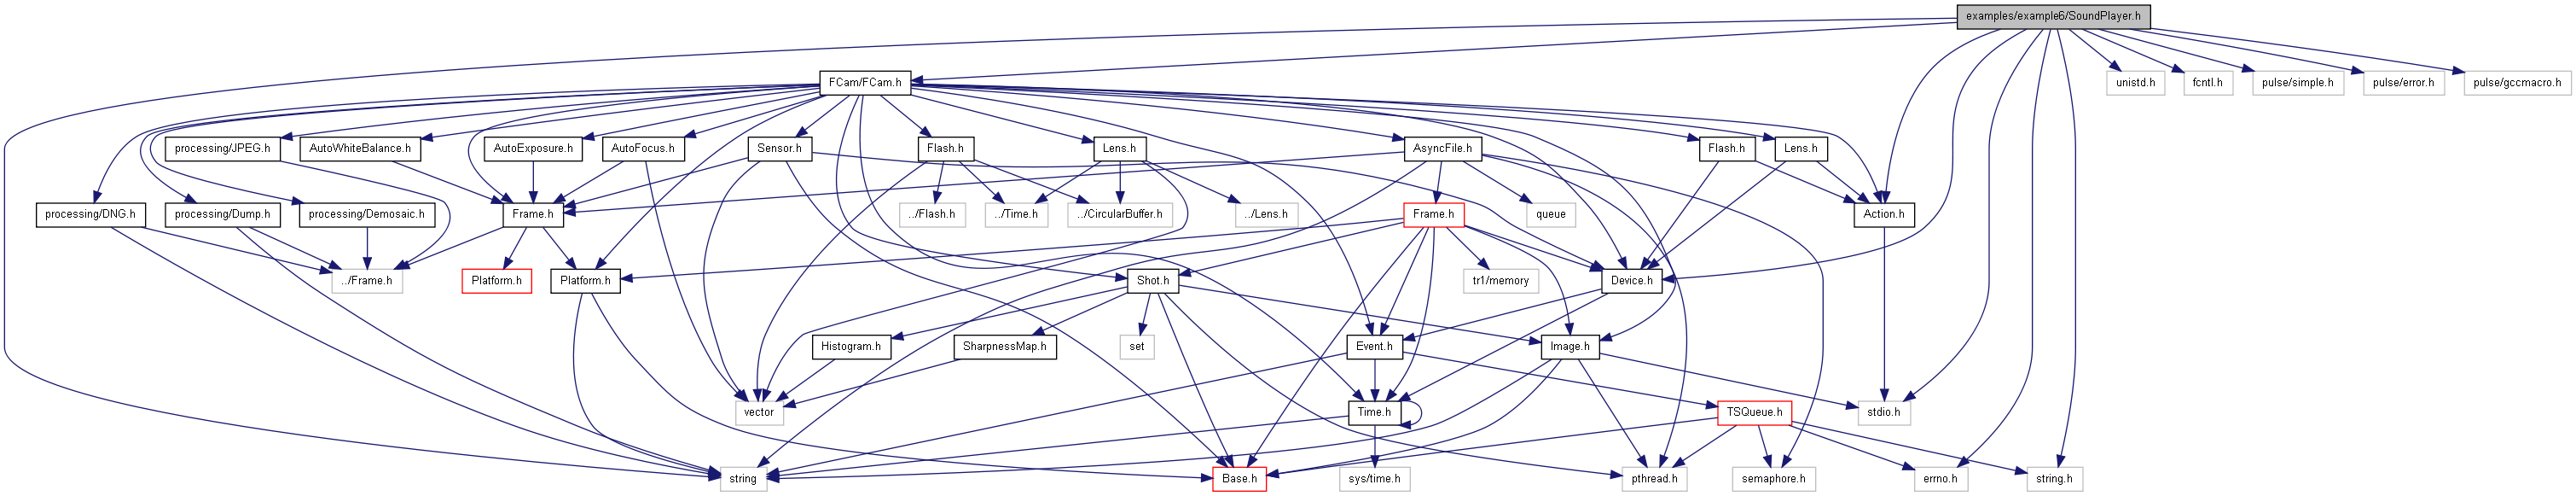 examples/example6/SoundPlayer.h
FCam/FCam.h
unistd.h
fcntl.h
pulse/simple.h
pulse/error.h
pulse/gccmacro.h
processing/JPEG.h
AutoWhiteBalance.h
AutoExposure.h
AutoFocus.h
Sensor.h
Flash.h
Lens.h
AsyncFile.h
Flash.h
Lens.h
processing/DNG.h
processing/Dump.h
processing/Demosaic.h
Frame.h
../Flash.h
../Time.h
../CircularBuffer.h
../Lens.h
Frame.h
queue
Action.h
../Frame.h
Platform.h
Platform.h
Shot.h
tr1/memory
Device.h
Histogram.h
SharpnessMap.h
set
Event.h
Image.h
vector
Time.h
TSQueue.h
stdio.h
string
Base.h
sys/time.h
pthread.h
semaphore.h
errno.h
string.h